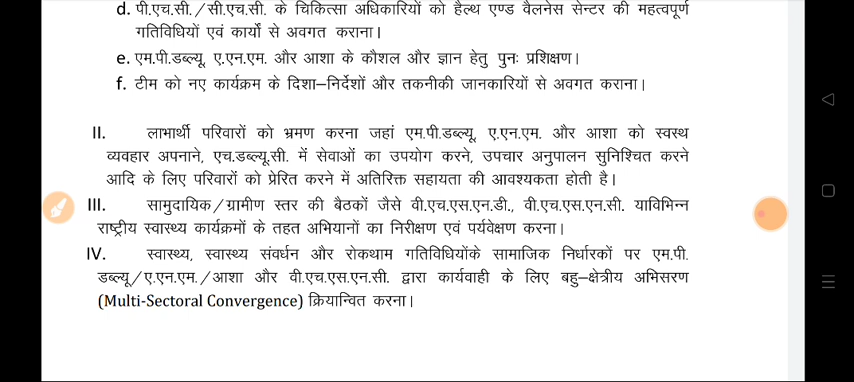 d. पी.एच.सी./सी.एच.सी. के चिकित्सा अधिकारियों को हैल्थ एण्ड वैलनेस सेन्टर की महत्वपूर्ण
गतिविधियों एवं कार्यों से अवगत कराना।
e. एम.पी.डब्ल्यू, ए.एन.एम. और आशा के कौशल और ज्ञान हेतु पुनः प्रशिक्षण।
f. टीम को नए कार्यक्रम के दिशा–निर्देशों और तकनीकी जानकारियों से अवगत कराना।
II. लाभार्थी परिवारों को भ्रमण करना जहां एम.पी.डब्ल्यू, ए.एन.एम. और आशा को स्वस्थ
व्यवहार अपनाने, एच.डब्ल्यू.सी. में सेवाओं का उपयोग करने, उपचार अनुपालन सुनिश्चित करने
आदि के लिए परिवारों को प्रेरित करने में अतिरिक्त सहायता की आवश्यकता होती है।
III. सामुदायिक/ग्रामीण स्तर की बैठकों जैसे वी.एच.एस.एन.डी., वी.एच.एस.एन.सी. याविभिन्न
राष्ट्रीय स्वास्थ्य कार्यक्रमों के तहत अभियानों का निरीक्षण एवं पर्यवेक्षण करना।
IV. स्वास्थ्य, स्वास्थ्य संवर्धन और रोकथाम गतिविधियोंके सामाजिक निर्धारकों पर एम.पी.
डब्ल्यू/ए.एन.एम./आशा और वी.एच.एस.एन.सी. द्वारा कार्यवाही के लिए बहु–क्षेत्रीय अभिसरण
(Multi-Sectoral Convergence) क्रियान्वित करना।